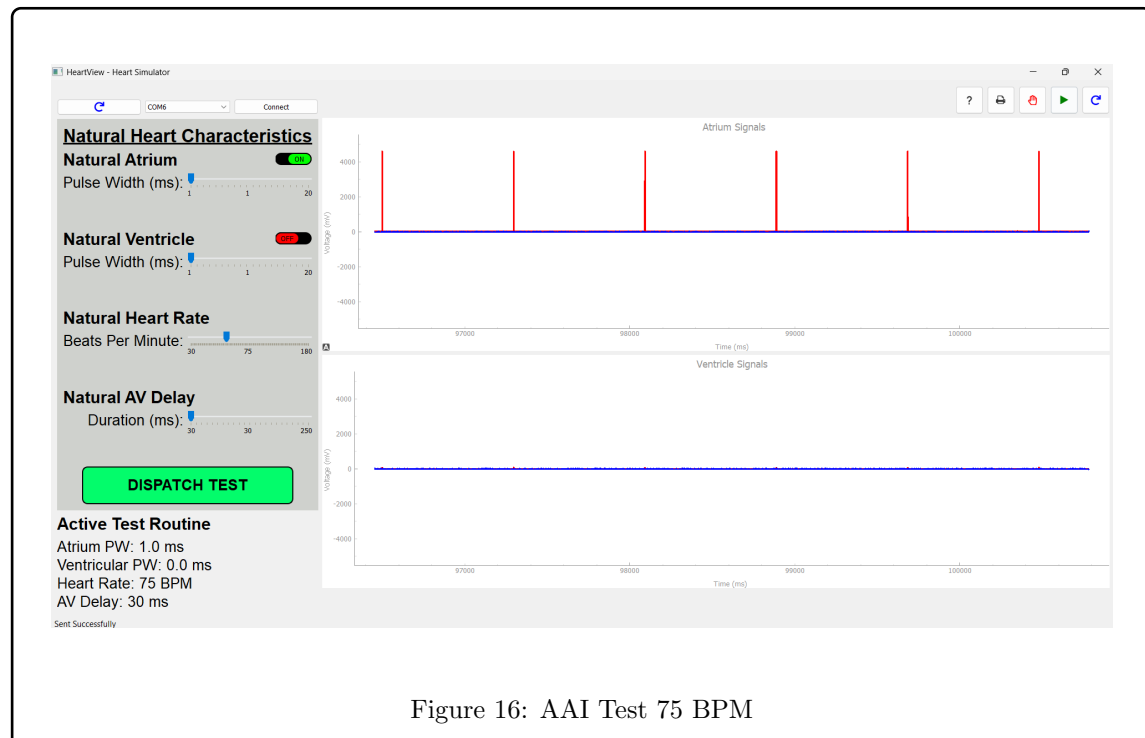 HeartView - Heart Simulator
COM6
Connect
?
Natural Heart Characteristics
Natural Atrium
ON
Pulse Width (ms):
1 1 20
Natural Ventricle
OFF
Pulse Width (ms):
1 1 20
Natural Heart Rate
Beats Per Minute:
30 75 180
Natural AV Delay
Duration (ms):
30 30 250
DISPATCH TEST
Active Test Routine
Atrium PW: 1.0 ms
Ventricular PW: 0.0 ms
Heart Rate: 75 BPM
AV Delay: 30 ms
Sent Successfully
Atrium Signals
Voltage (mV)
4000
2000
0
-2000
-4000
97000 98000 99000 100000
Time (ms)
A
Ventricle Signals
Voltage (mV)
4000
2000
0
-2000
-4000
97000 98000 99000 100000
Time (ms)
Figure 16: AAI Test 75 BPM